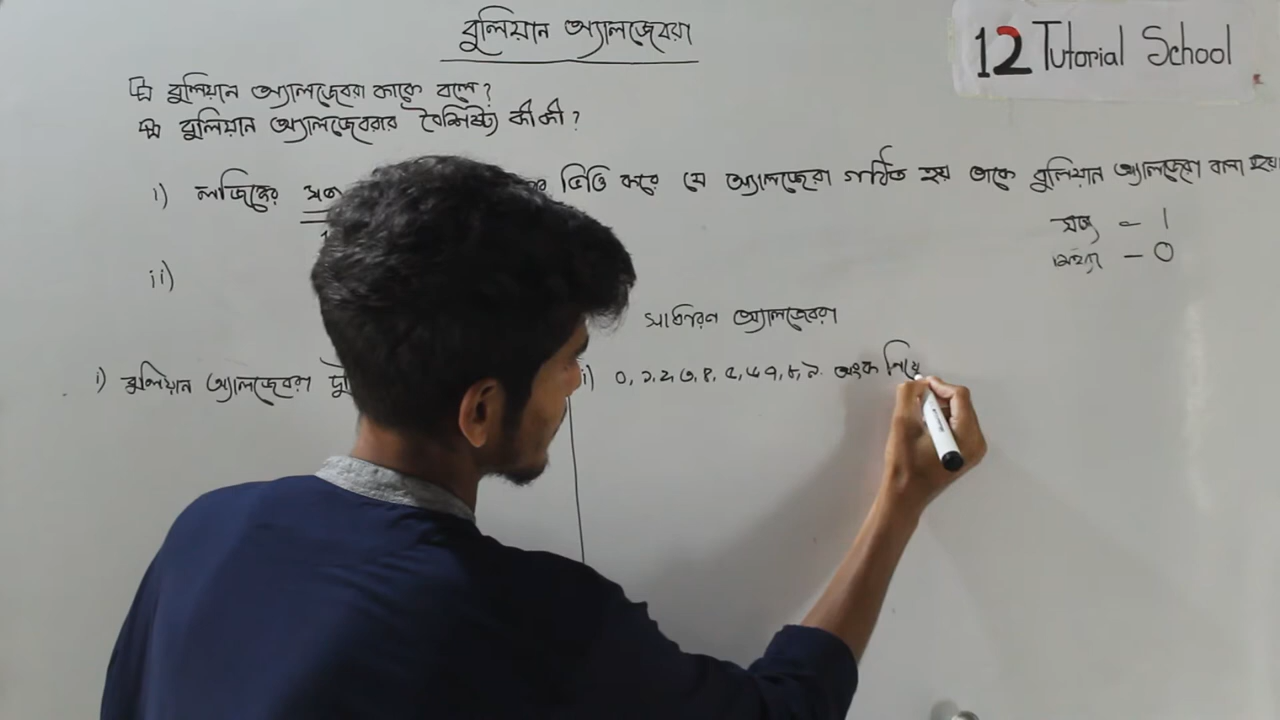 বুলিয়ান অ্যালজেবরা
12 Tutorial School
বুলিয়ান অ্যালজেবরা কাকে বলে?
বুলিয়ান অ্যালজেবরার বৈশিষ্ট্য কী কী?
i) লজিকের সত্য ভিত্তি করে যে অ্যালজেবরা গঠিত হয় তাকে বুলিয়ান অ্যালজেবরা বলা হয়
সত্য - 1
মিথ্যা - 0
ii)
সাধারণ অ্যালজেবরা
i) বুলিয়ান অ্যালজেবরা
i) ০, ১, ২, ৩, ৪, ৫, ৬, ৭, ৮, ৯ অংক নিয়ে